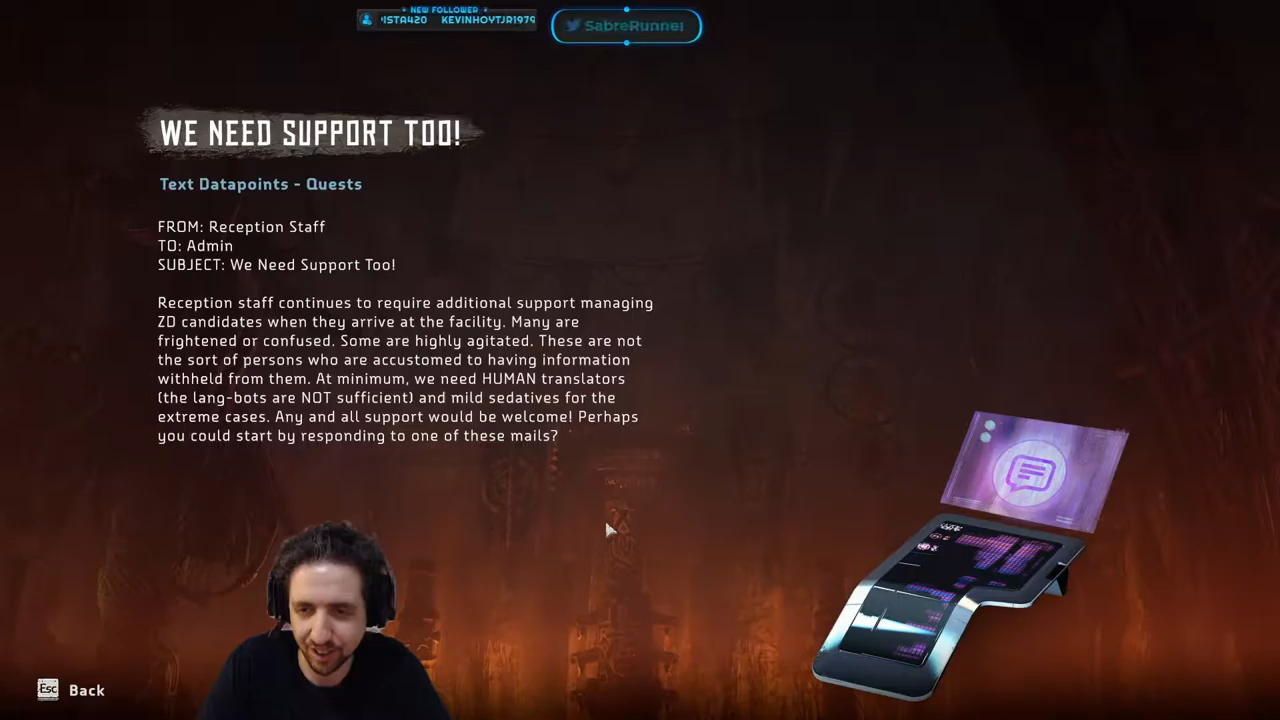 NEW FOLLOWER
KEVINHOYTJR1979
SabreRunner
WE NEED SUPPORT TOO!
Text Datapoints - Quests
FROM: Reception Staff
TO: Admin
SUBJECT: We Need Support Too!
Reception staff continues to require additional support managing
ZD candidates when they arrive at the facility. Many are
frightened or confused. Some are highly agitated. These are not
the sort of persons who are accustomed to having information
withheld from them. At minimum, we need HUMAN translators
(the lang-bots are NOT sufficient) and mild sedatives for the
extreme cases. Any and all support would be welcome! Perhaps
you could start by responding to one of these mails?
Esc Back